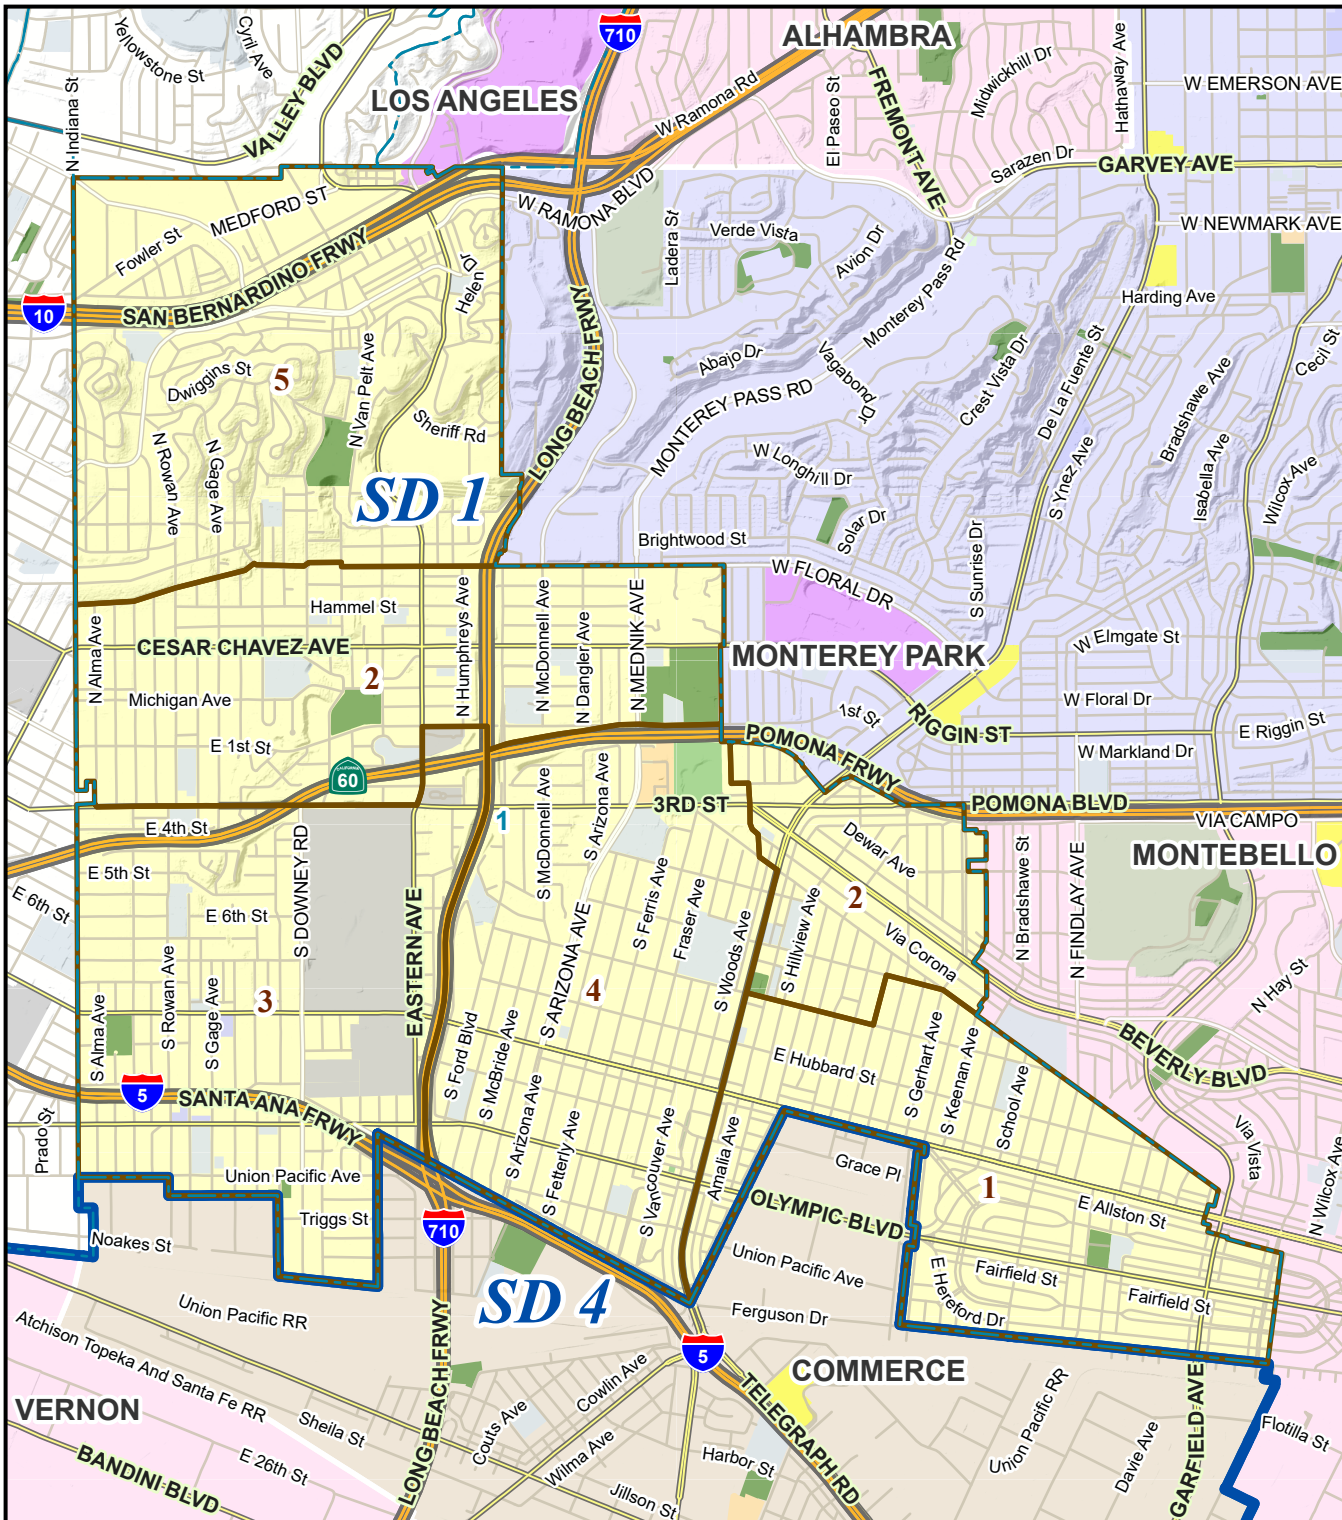 710
ALHAMBRA
Yellowstone St
Cyril Ave
VALLEY BLVD
N Indiana St
LOS ANGELES
W Ramona Rd
El Paseo St
FREMONT AVE
Midwickhill Dr
Hathaway Ave
W EMERSON AVE
Sarazen Dr
GARVEY AVE
MEDFORD ST
Fowler St
W RAMONA BLVD
Ladera St
Verde Vista
Avion Dr
Monterey Pass Rd
W NEWMARK AVE
10
SAN BERNARDINO FRWY
Helen Dr
LONG BEACH FRWY
Harding Ave
Cecil St
Dwiggins St
5
N Van Pelt Ave
Sheriff Rd
Abajo Dr
Vagabond Dr
MONTEREY PASS RD
Crest Vista Dr
De La Fuente St
Bradshawe Ave
N Rowan Ave
N Gage Ave
SD 1
W Longhill Dr
Solar Dr
S Ynez Ave
Isabella Ave
Wilcox Ave
Brightwood St
W FLORAL DR
S Sunrise Dr
N Alma Ave
Hammel St
CESAR CHAVEZ AVE
N Humphreys Ave
N McDonnell Ave
N Dangler Ave
N MEDNIK AVE
MONTEREY PARK
W Elmgate St
2
Michigan Ave
W Floral Dr
1st St
RIGGIN ST
E Riggin St
E 1st St
POMONA FRWY
W Markland Dr
60
3RD ST
POMONA BLVD
VIA CAMPO
E 4th St
1
S McDonnell Ave
S Arizona Ave
Dewar Ave
MONTEBELLO
E 5th St
E 6th St
E 6th St
S DOWNEY RD
EASTERN AVE
S Ferris Ave
Fraser Ave
S Woods Ave
S Hillview Ave
2
Via Corona
N Bradshawe St
N FINDLAY AVE
N Hay St
S Alma Ave
S Rowan Ave
S Gage Ave
3
S ARIZONA AVE
4
S Ford Blvd
S McBride Ave
E Hubbard St
S Gerhart Ave
S Keenan Ave
School Ave
BEVERLY BLVD
5
SANTA ANA FRWY
Prado St
S Arizona Ave
S Fetterly Ave
S Vancouver Ave
Amalia Ave
Grace Pl
Via Vista
N Wilcox Ave
Union Pacific Ave
1
OLYMPIC BLVD
E Allston St
Triggs St
710
Noakes St
Union Pacific Ave
E Hereford Dr
Fairfield St
Fairfield St
Union Pacific RR
SD 4
Ferguson Dr
Atchison Topeka And Santa Fe RR
5
COMMERCE
VERNON
LONG BEACH FRWY
Cowlin Ave
Couts Ave
TELEGRAPH RD
Union Pacific RR
GARFIELD AVE
Flotilla St
Sheila St
E 26th St
BANDINI BLVD
Wilma Ave
Harbor St
Davie Ave
Jillson St